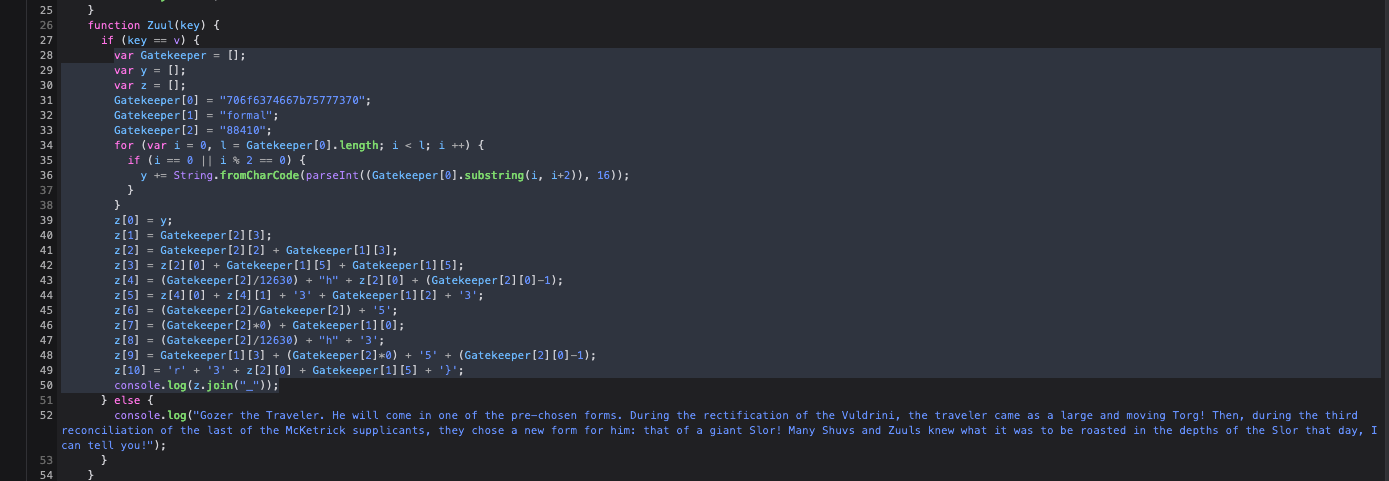 25 }
26 function Zuul(key) {
27 if (key == v) {
28 var Gatekeeper = [];
29 var y = [];
30 var z = [];
31 Gatekeeper[0] = "706f6374667b75777370";
32 Gatekeeper[1] = "formal";
33 Gatekeeper[2] = "88410";
34 for (var i = 0, l = Gatekeeper[0].length; i < l; i ++) {
35 if (i == 0 || i % 2 == 0) {
36 y += String.fromCharCode(parseInt((Gatekeeper[0].substring(i, i+2)), 16));
37 }
38 }
39 z[0] = y;
40 z[1] = Gatekeeper[2][3];
41 z[2] = Gatekeeper[2][2] + Gatekeeper[1][3];
42 z[3] = z[2][0] + Gatekeeper[1][5] + Gatekeeper[1][5];
43 z[4] = (Gatekeeper[2]/12630) + "h" + z[2][0] + (Gatekeeper[2][0]-1);
44 z[5] = z[4][0] + z[4][1] + '3' + Gatekeeper[1][2] + '3';
45 z[6] = (Gatekeeper[2]/Gatekeeper[2]) + '5';
46 z[7] = (Gatekeeper[2]*0) + Gatekeeper[1][0];
47 z[8] = (Gatekeeper[2]/12630) + "h" + '3';
48 z[9] = Gatekeeper[1][3] + (Gatekeeper[2]*0) + '5' + (Gatekeeper[2][0]-1);
49 z[10] = 'r' + '3' + z[2][0] + Gatekeeper[1][5] + '}';
50 console.log(z.join("_"));
51 } else {
52 console.log("Gozer the Traveler. He will come in one of the pre-chosen forms. During the rectification of the Vuldrini, the traveler came as a large and moving Torg! Then, during the third
reconciliation of the last of the McKetrick supplicants, they chose a new form for him: that of a giant Slor! Many Shuvs and Zuuls knew what it was to be roasted in the depths of the Slor that day, I
can tell you!");
53 }
54 }